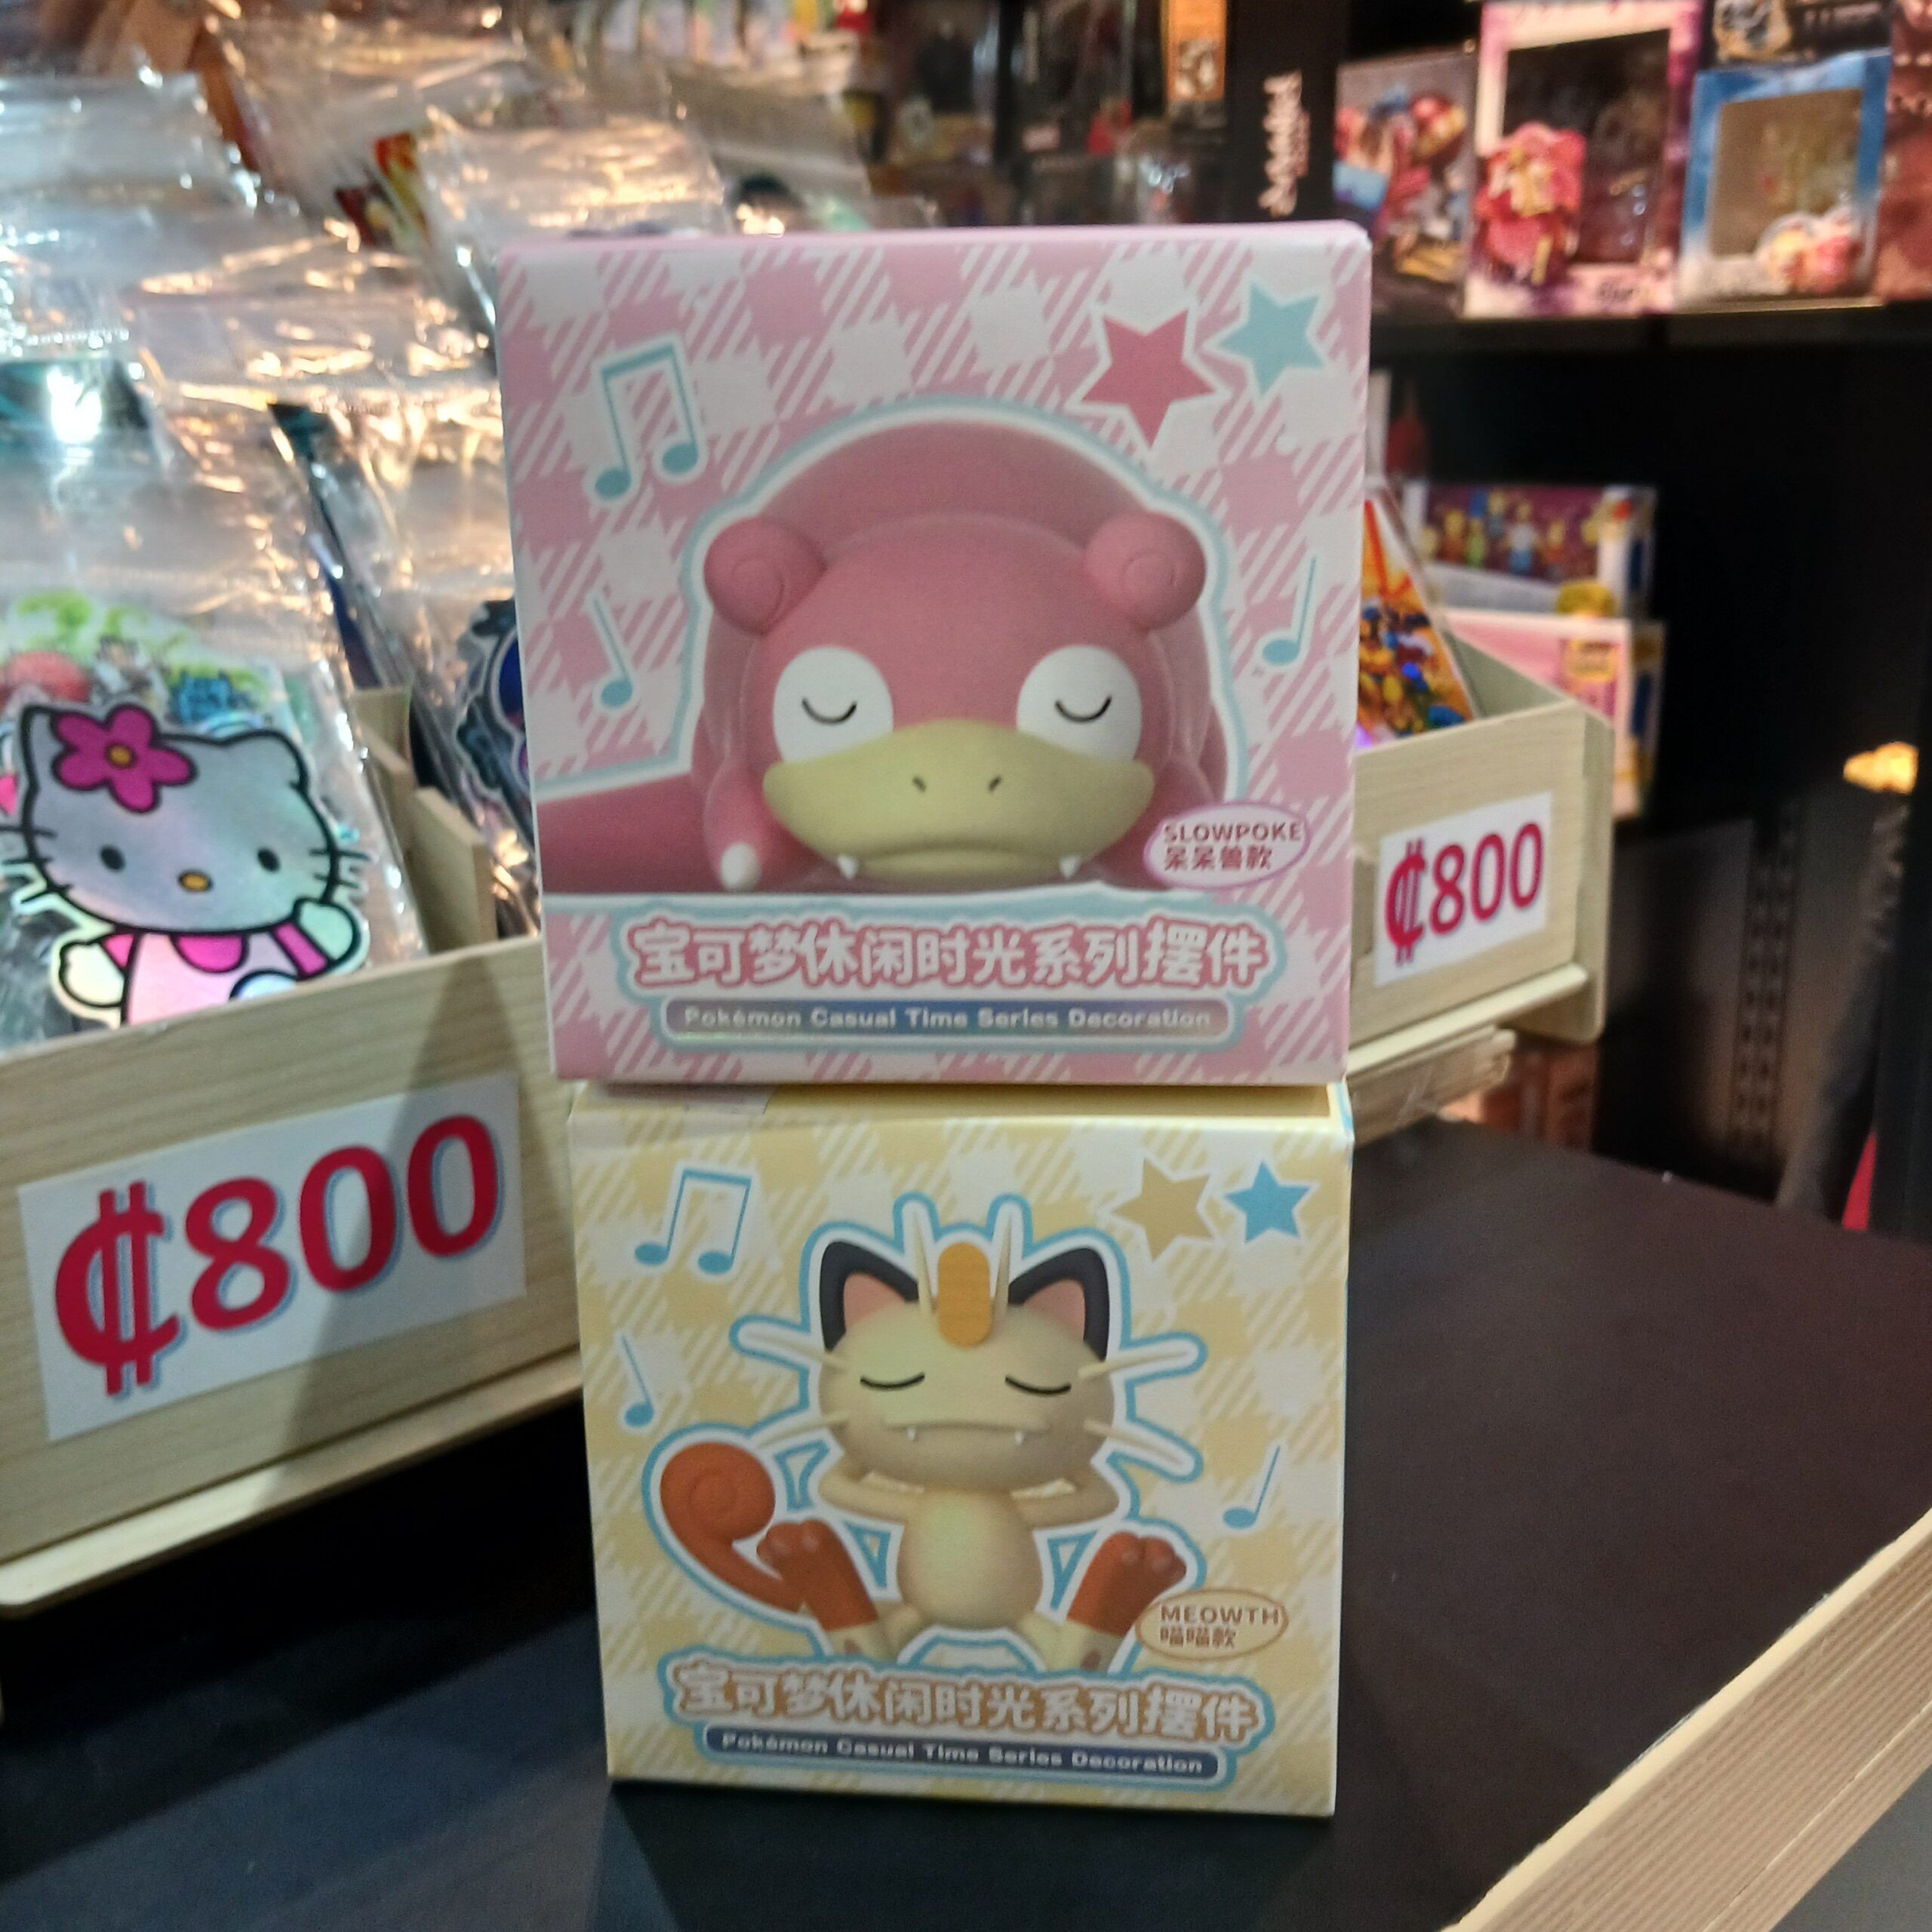 SLOWPOKE
呆呆兽款
宝可梦休闲时光系列摆件
Pokémon Casual Time Series Decoration
₡800
₡800
MEOWTH
喵喵款
宝可梦休闲时光系列摆件
Pokémon Casual Time Series Decoration